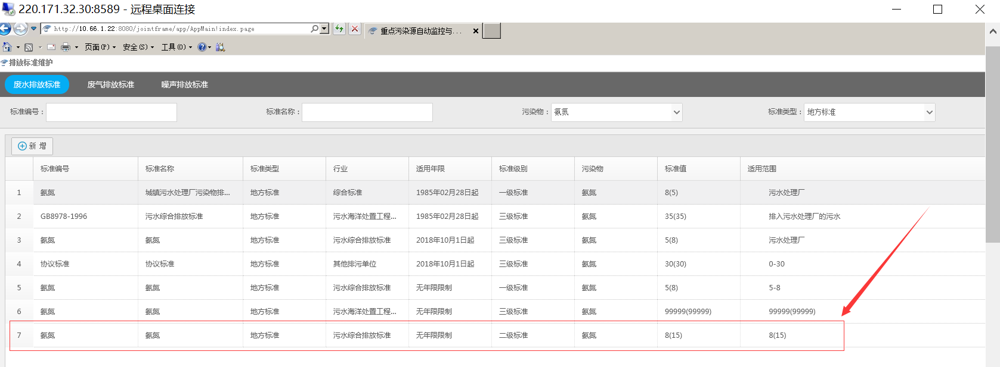 220.171.32.30:8589 - 远程桌面连接
http://10.66.1.22:8080/jointframe/app/AppMain!index.page
重点污染源自动监控与...
页面(P) 安全(S) 工具(O)
排放标准维护
废水排放标准 废气排放标准 噪声排放标准
标准编号： 标准名称： 污染物： 氨氮 标准类型： 地方标准
新 增
标准编号 标准名称 标准类型 行业 适用年限 标准级别 污染物 标准值 适用范围
1 氨氮 城镇污水处理厂污染物排... 地方标准 综合标准 1985年02月28日起 一级标准 氨氮 8(5) 污水处理厂
2 GB8978-1996 污水综合排放标准 地方标准 污水海洋处置工程... 1985年02月28日起 三级标准 氨氮 35(35) 排入污水处理厂的污水
3 氨氮 氨氮 地方标准 污水综合排放标准 2018年10月1日起 三级标准 氨氮 5(8) 污水处理厂
4 协议标准 协议标准 地方标准 其他排污单位 2018年10月1日起 三级标准 氨氮 30(30) 0-30
5 氨氮 氨氮 地方标准 污水综合排放标准 无年限限制 一级标准 氨氮 5(8) 5-8
6 氨氮 氨氮 地方标准 污水海洋处置工程... 无年限限制 三级标准 氨氮 99999(99999) 99999(99999)
7 氨氮 氨氮 地方标准 污水综合排放标准 无年限限制 二级标准 氨氮 8(15) 8(15)